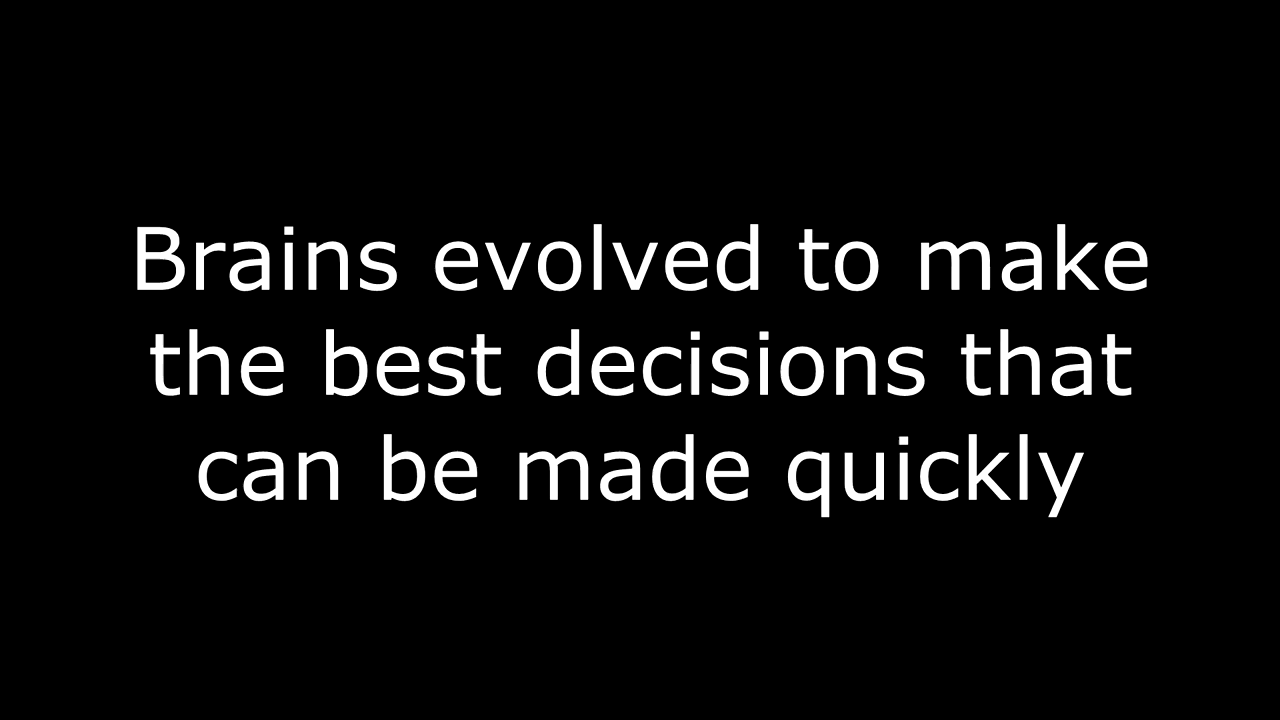 Brains evolved to make
the best decisions that
can be made quickly